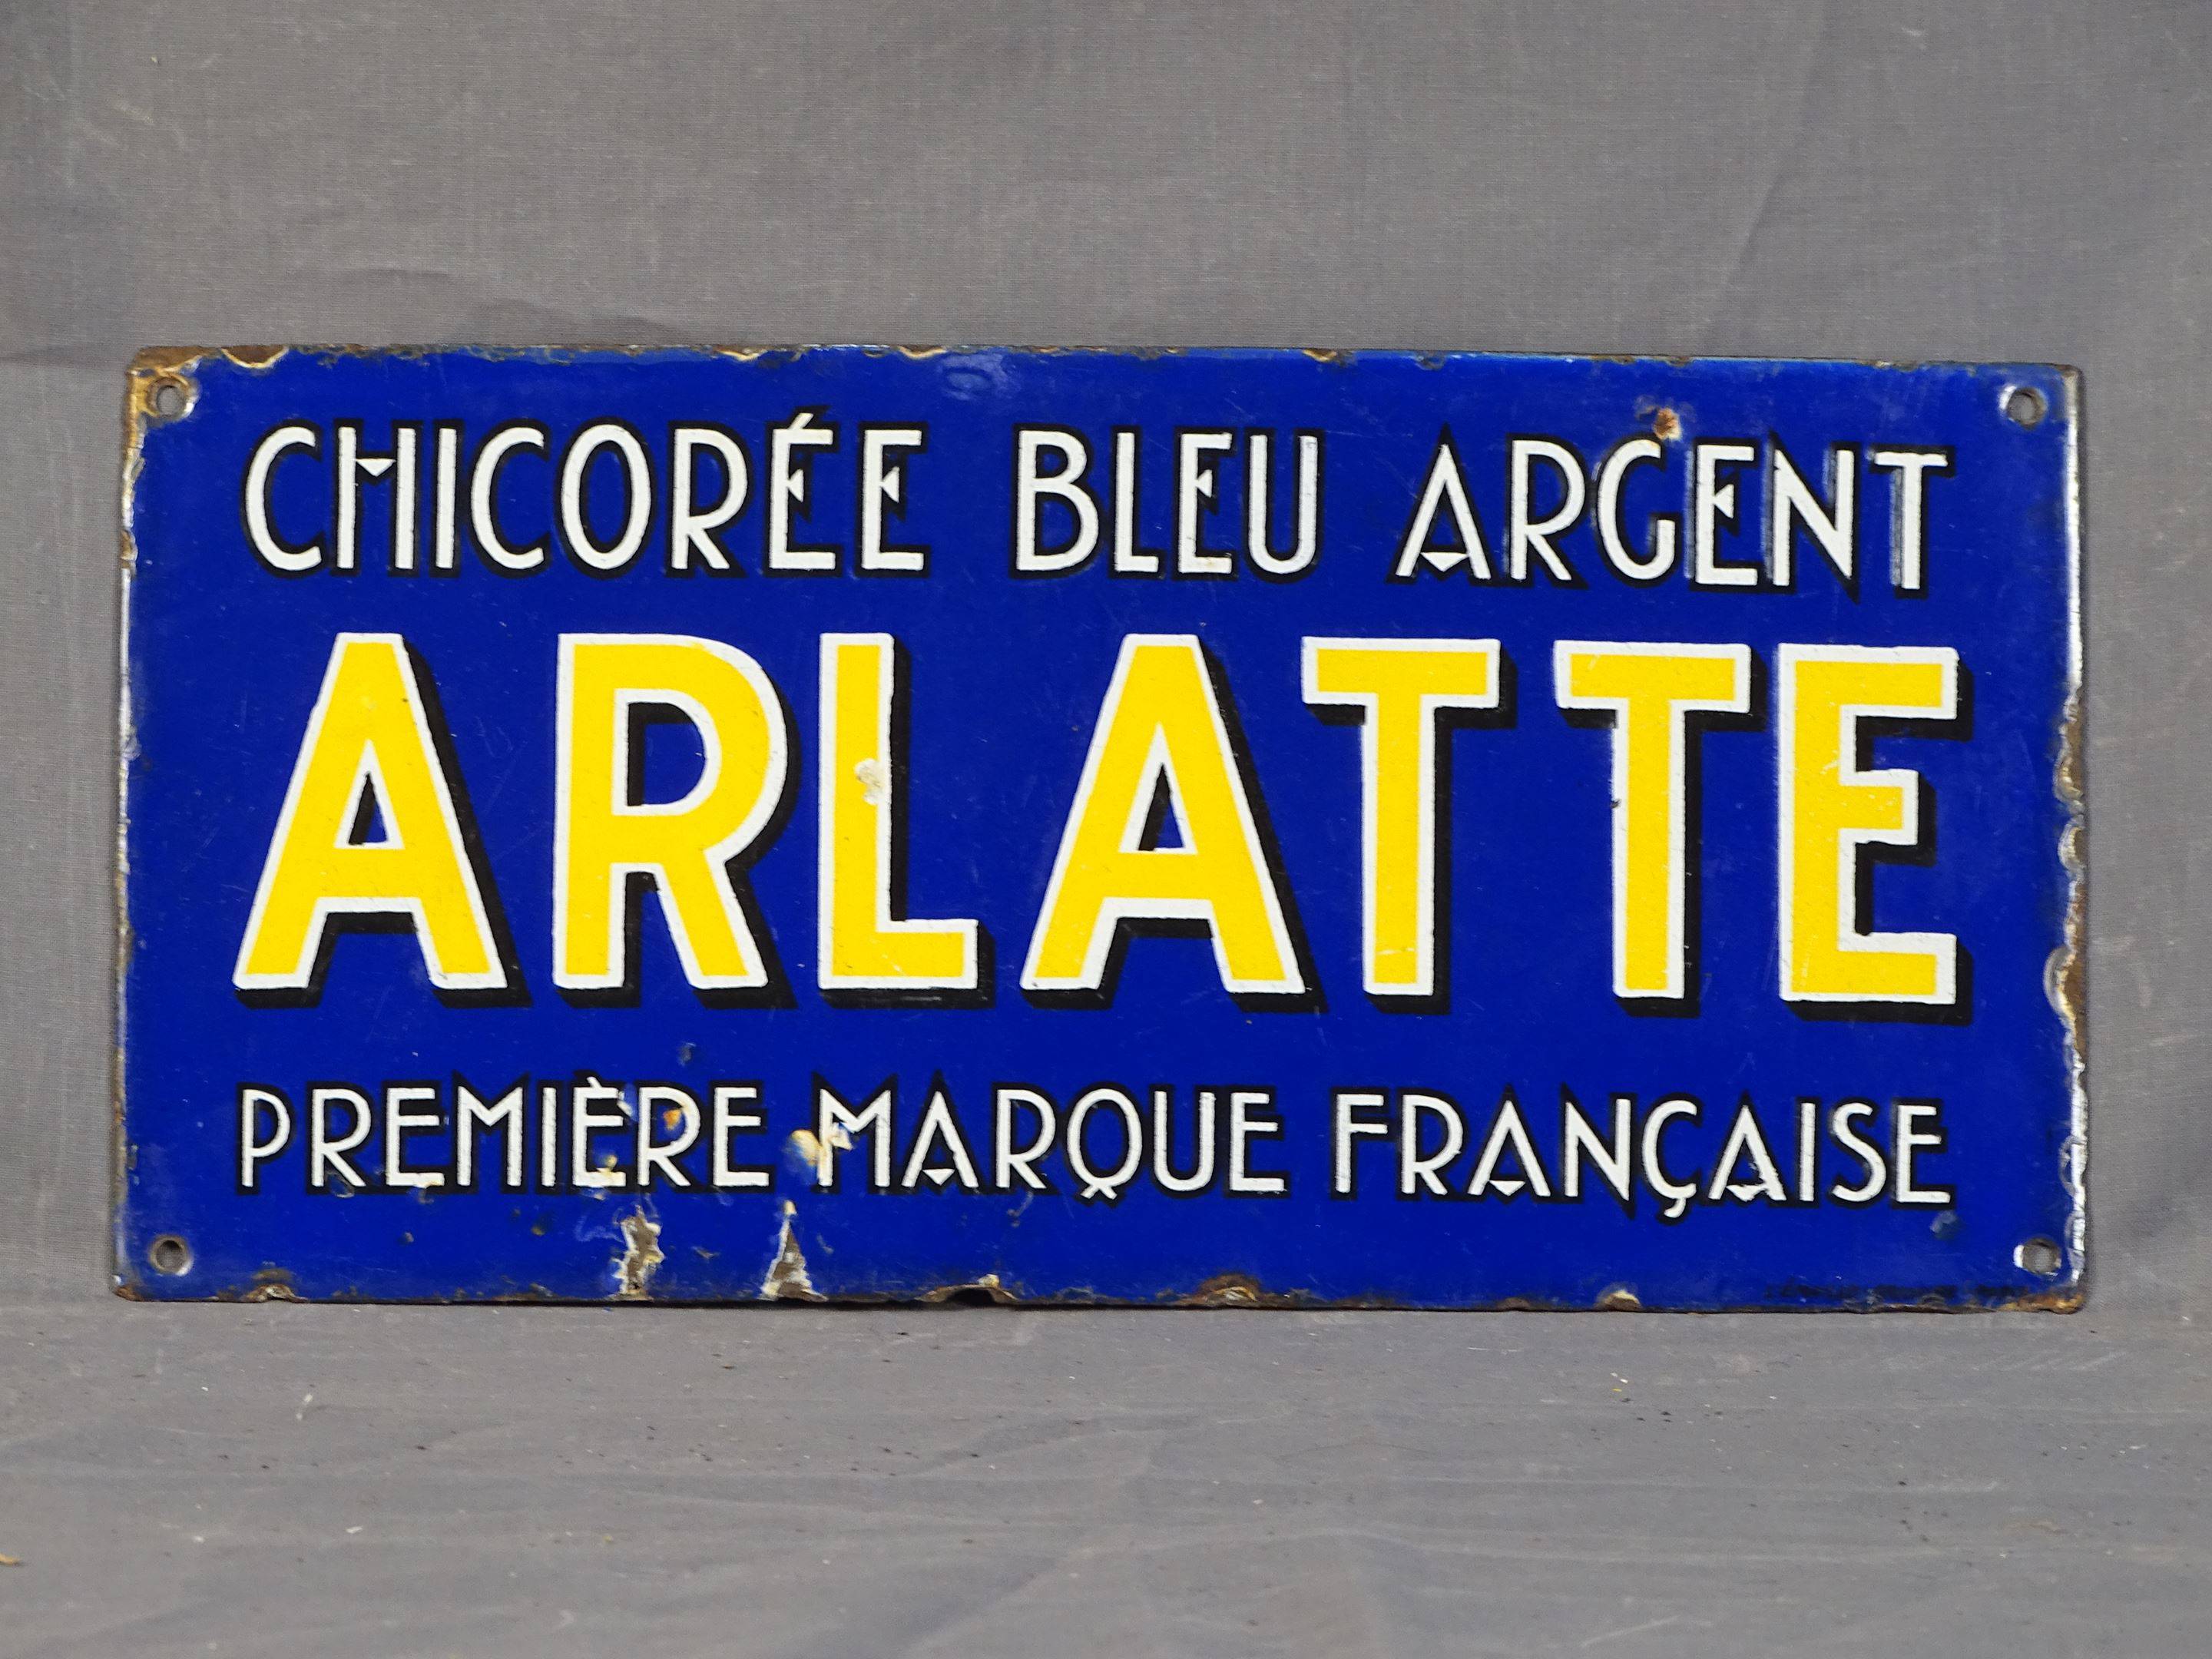 CHICORÉE BLEU ARGENT
ARLATTE
PREMIÈRE MARQUE FRANÇAISE